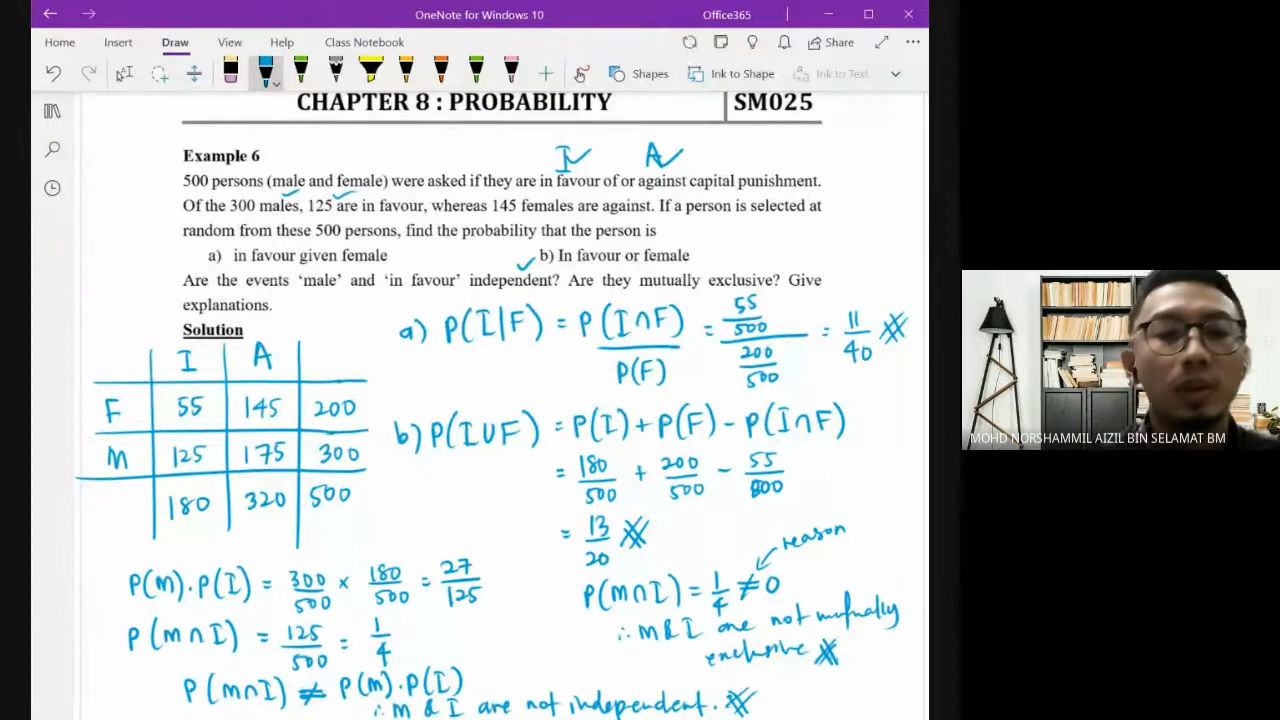 OneNote for Windows 10 Office365
Home Insert Draw View Help Class Notebook Share
Shapes Ink to Shape Ink to Text
CHAPTER 8 : PROBABILITY SM025
Example 6
I A
500 persons (male and female) were asked if they are in favour of or against capital punishment.
Of the 300 males, 125 are in favour, whereas 145 females are against. If a person is selected at
random from these 500 persons, find the probability that the person is
a) in favour given female b) In favour or female
Are the events ‘male’ and ‘in favour’ independent? Are they mutually exclusive? Give
explanations.
Solution
I A
F 55 145 200
M 125 175 300
180 320 500
a) P(I|F) = P(I∩F)/P(F) = (55/500)/(200/500) = 11/40
b) P(I∪F) = P(I) + P(F) - P(I∩F)
= 180/500 + 200/500 - 55/500
= 13/20
P(M).P(I) = 300/500 × 180/500 = 27/125
P(M∩I) = 125/500 = 1/4
P(M∩I) ≠ P(M).P(I)
∴ M & I are not independent.
reason
P(M∩I) = 1/4 ≠ 0
∴ M & I are not mutually
exclusive
MOHD NORSHAMMIL AIZIL BIN SELAMAT BM